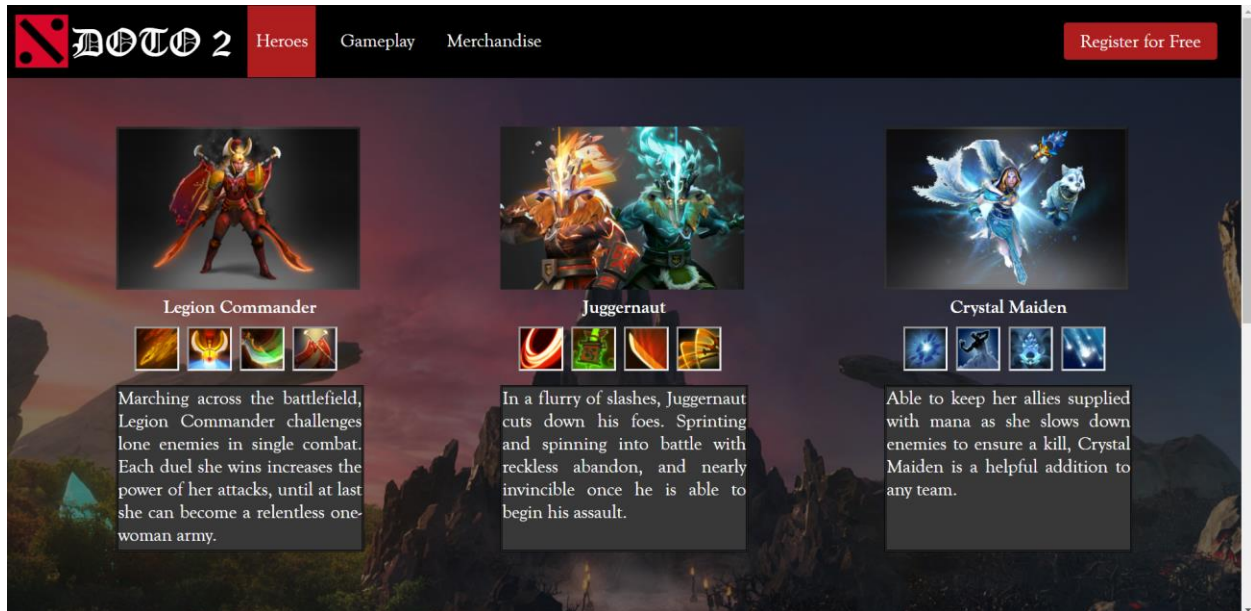 DOTO 2
Heroes
Gameplay
Merchandise
Register for Free
Legion Commander
Marching across the battlefield,
Legion Commander challenges
lone enemies in single combat.
Each duel she wins increases the
power of her attacks, until at last
she can become a relentless one-
woman army.
Juggernaut
In a flurry of slashes, Juggernaut
cuts down his foes. Sprinting
and spinning into battle with
reckless abandon, and nearly
invincible once he is able to
begin his assault.
Crystal Maiden
Able to keep her allies supplied
with mana as she slows down
enemies to ensure a kill, Crystal
Maiden is a helpful addition to
any team.